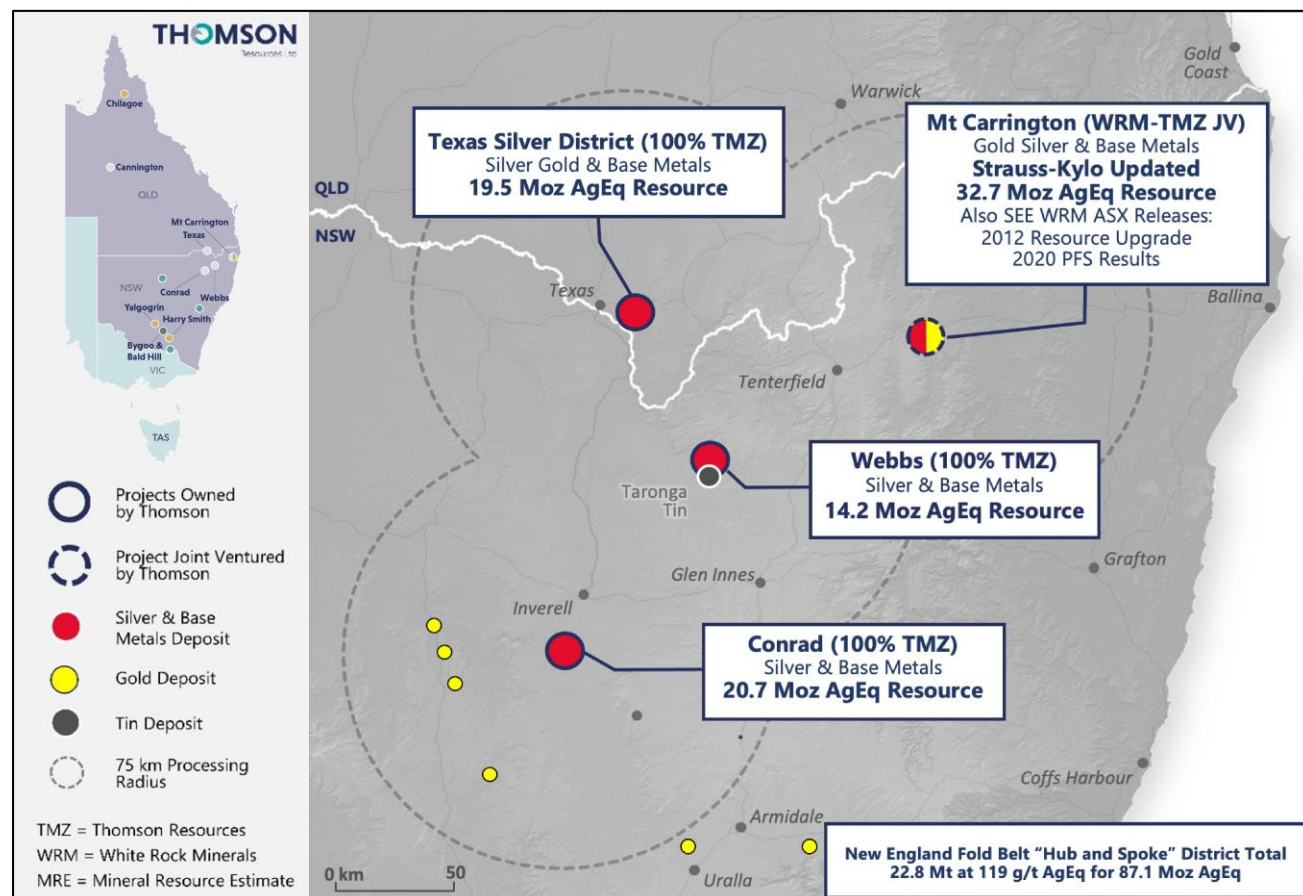 THOMSON
Resources Ltd
Chilagoe
Cannington
QLD
Mt Carrington
Texas
NSW
Conrad
Webbs
Yalgogrin
Harry Smith
Bygoo &
Bald Hill
VIC
TAS
Projects Owned
by Thomson
Project Joint Ventured
by Thomson
Silver & Base
Metals Deposit
Gold Deposit
Tin Deposit
75 km Processing
Radius
TMZ = Thomson Resources
WRM = White Rock Minerals
MRE = Mineral Resource Estimate
Gold
Coast
Warwick
Texas Silver District (100% TMZ)
Silver Gold & Base Metals
19.5 Moz AgEq Resource
Mt Carrington (WRM-TMZ JV)
Gold Silver & Base Metals
Strauss-Kylo Updated
32.7 Moz AgEq Resource
Also SEE WRM ASX Releases:
2012 Resource Upgrade
2020 PFS Results
QLD
NSW
Texas
Ballina
Tenterfield
Webbs (100% TMZ)
Silver & Base Metals
14.2 Moz AgEq Resource
Taronga
Tin
Grafton
Glen Innes
Inverell
Conrad (100% TMZ)
Silver & Base Metals
20.7 Moz AgEq Resource
Coffs Harbour
Armidale
Uralla
0 km
50
New England Fold Belt “Hub and Spoke” District Total
22.8 Mt at 119 g/t AgEq for 87.1 Moz AgEq